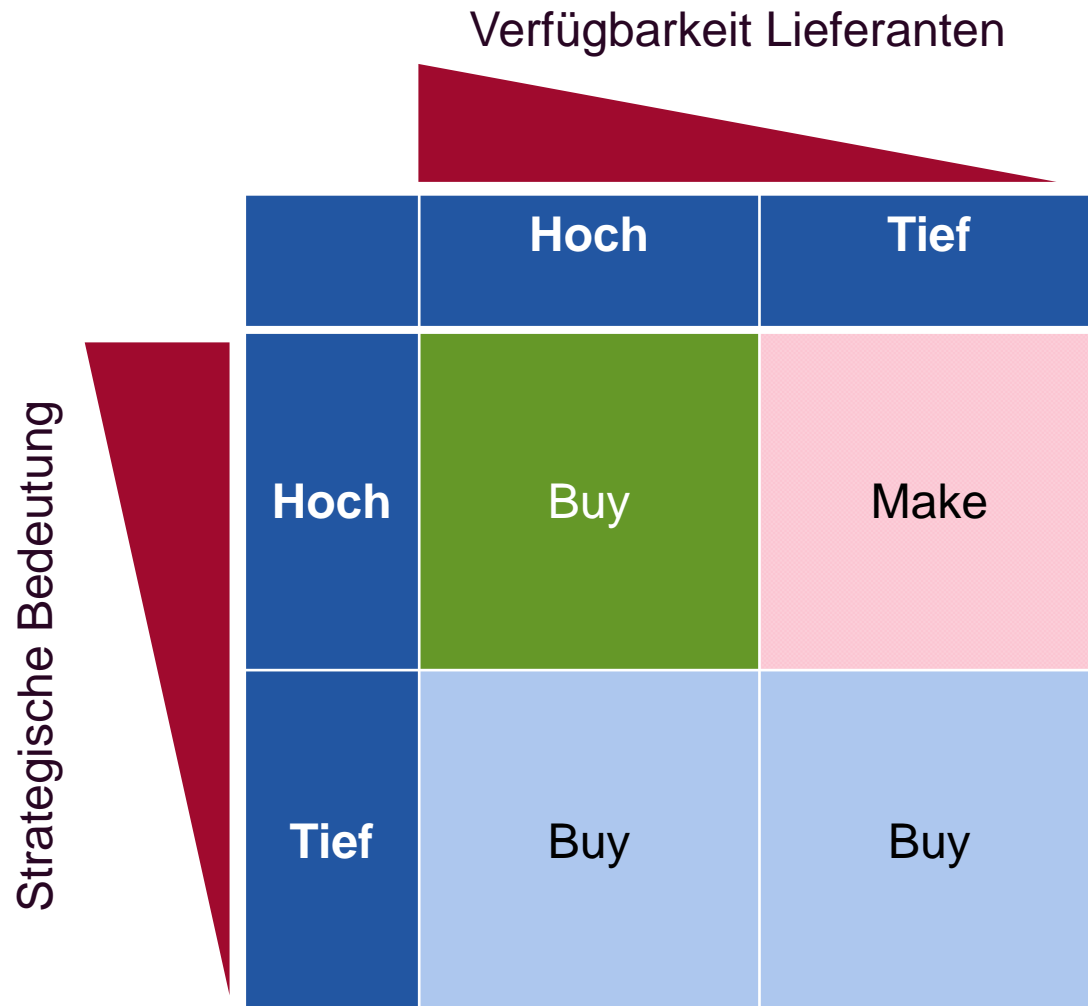 Verfügbarkeit Lieferanten
Hoch Tief
Strategische Bedeutung
Hoch Buy Make
Tief Buy Buy